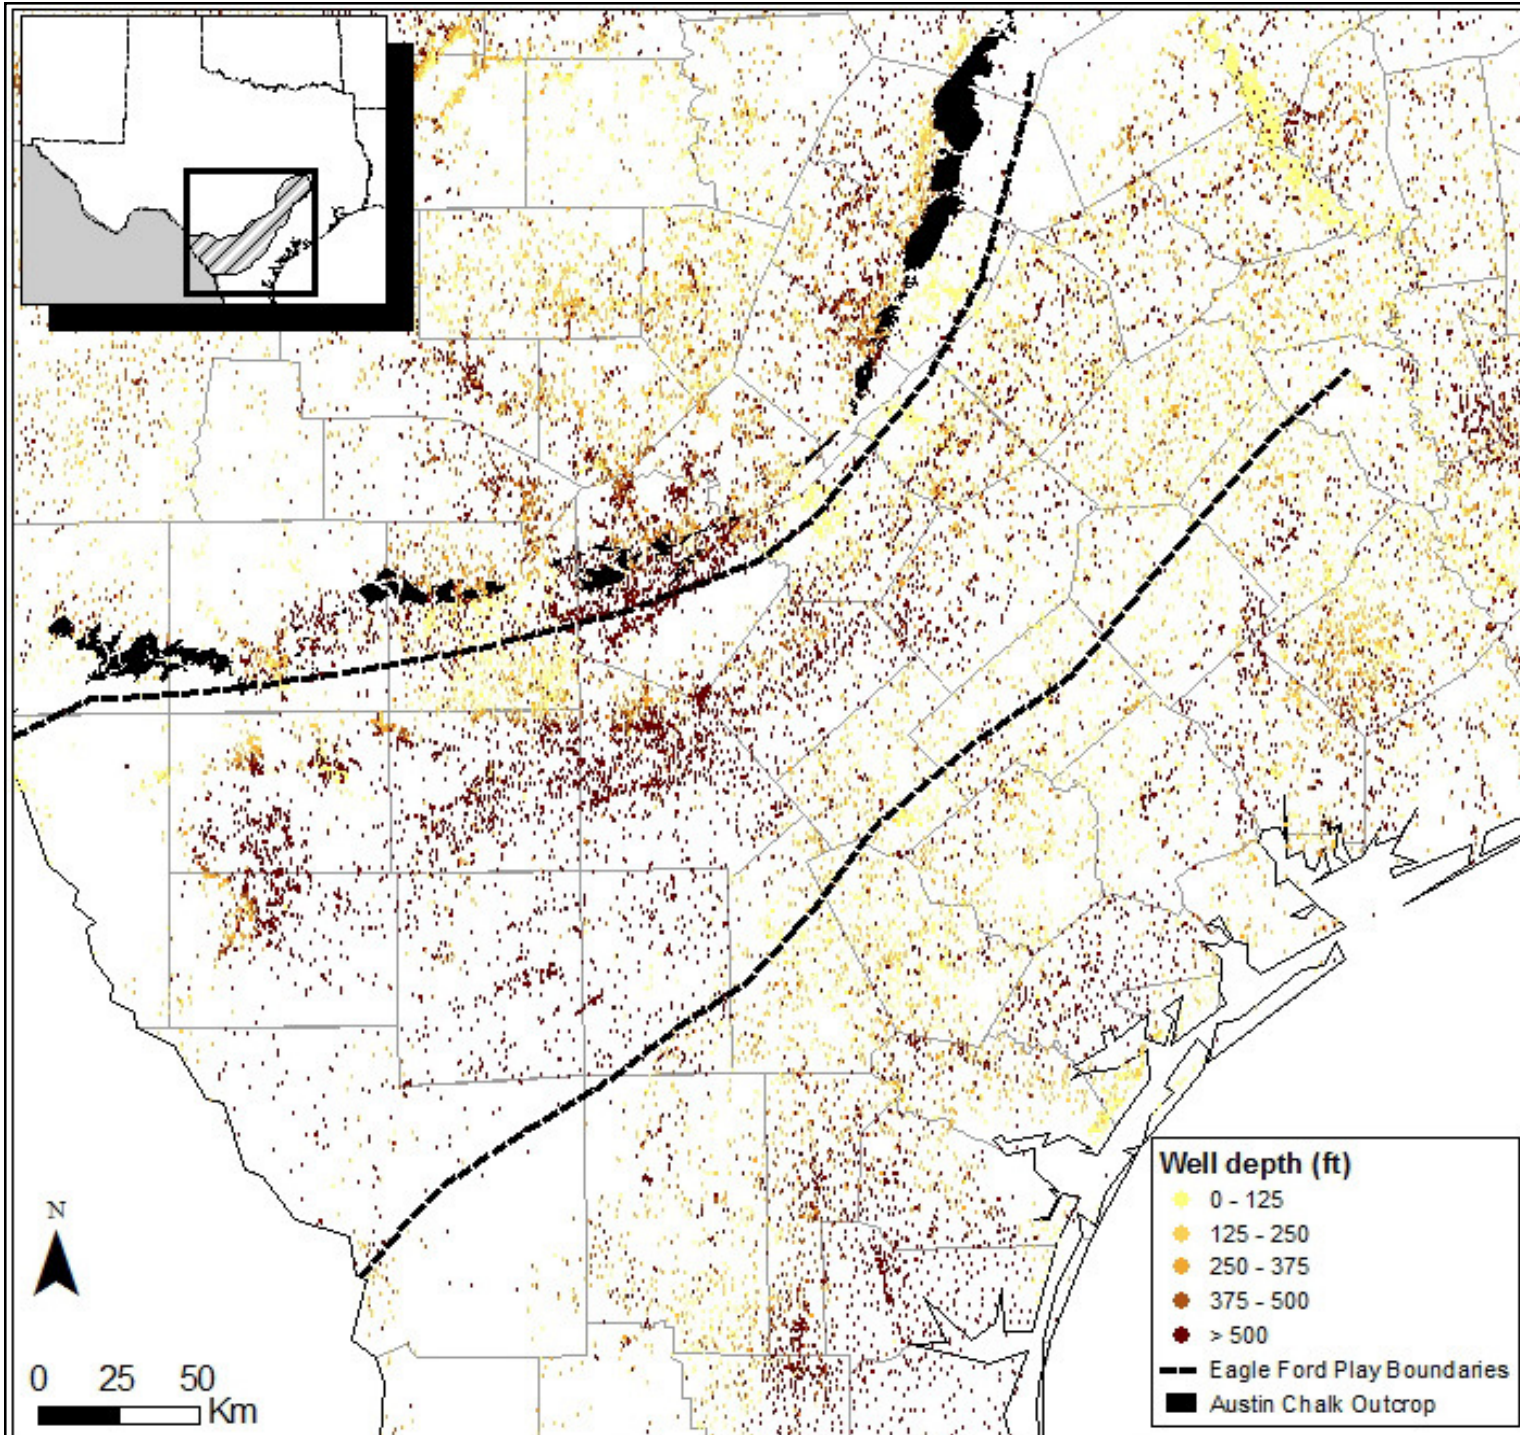 N
0 25 50
Km
Well depth (ft)
0 - 125
125 - 250
250 - 375
375 - 500
> 500
Eagle Ford Play Boundaries
Austin Chalk Outcrop